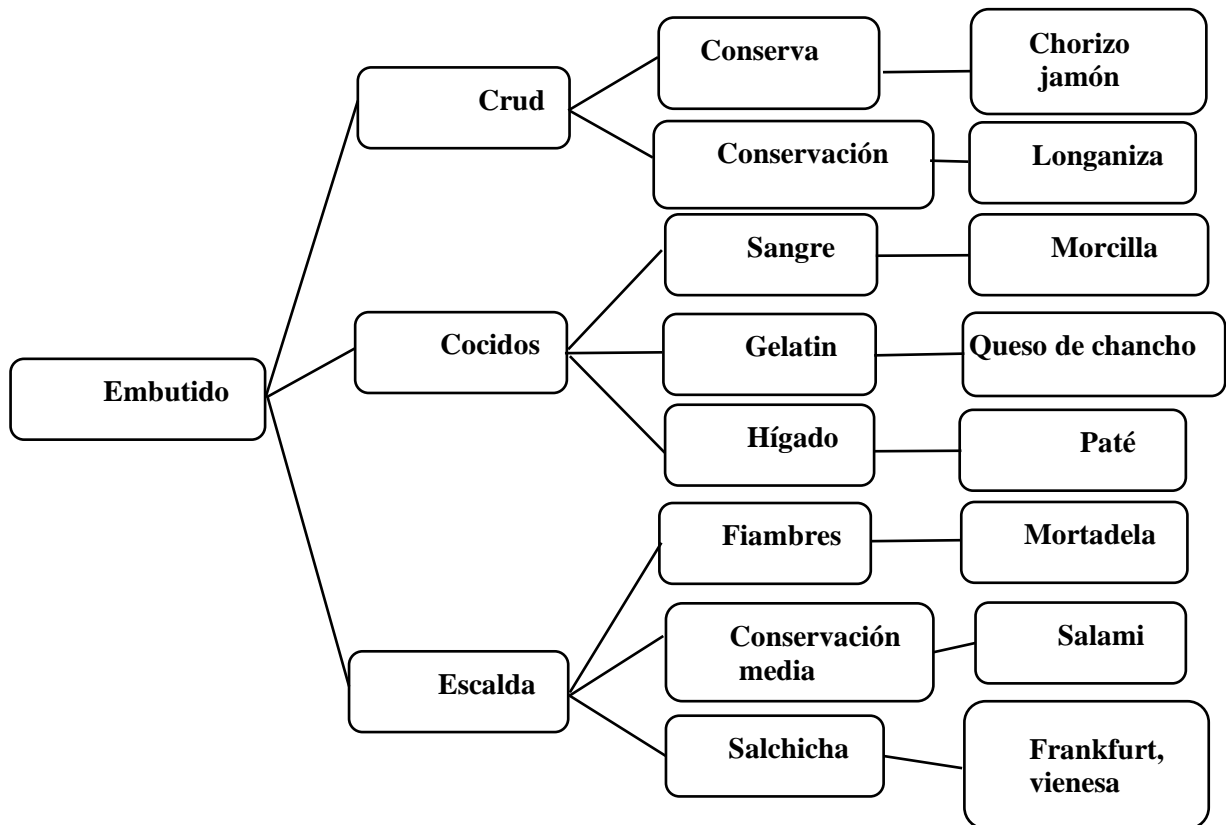 Embutido
Crud
Conserva
Chorizo
jamón
Conservación
Longaniza
Cocidos
Sangre
Morcilla
Gelatin
Queso de chancho
Hígado
Paté
Escalda
Fiambres
Mortadela
Conservación
media
Salami
Salchicha
Frankfurt,
vienesa